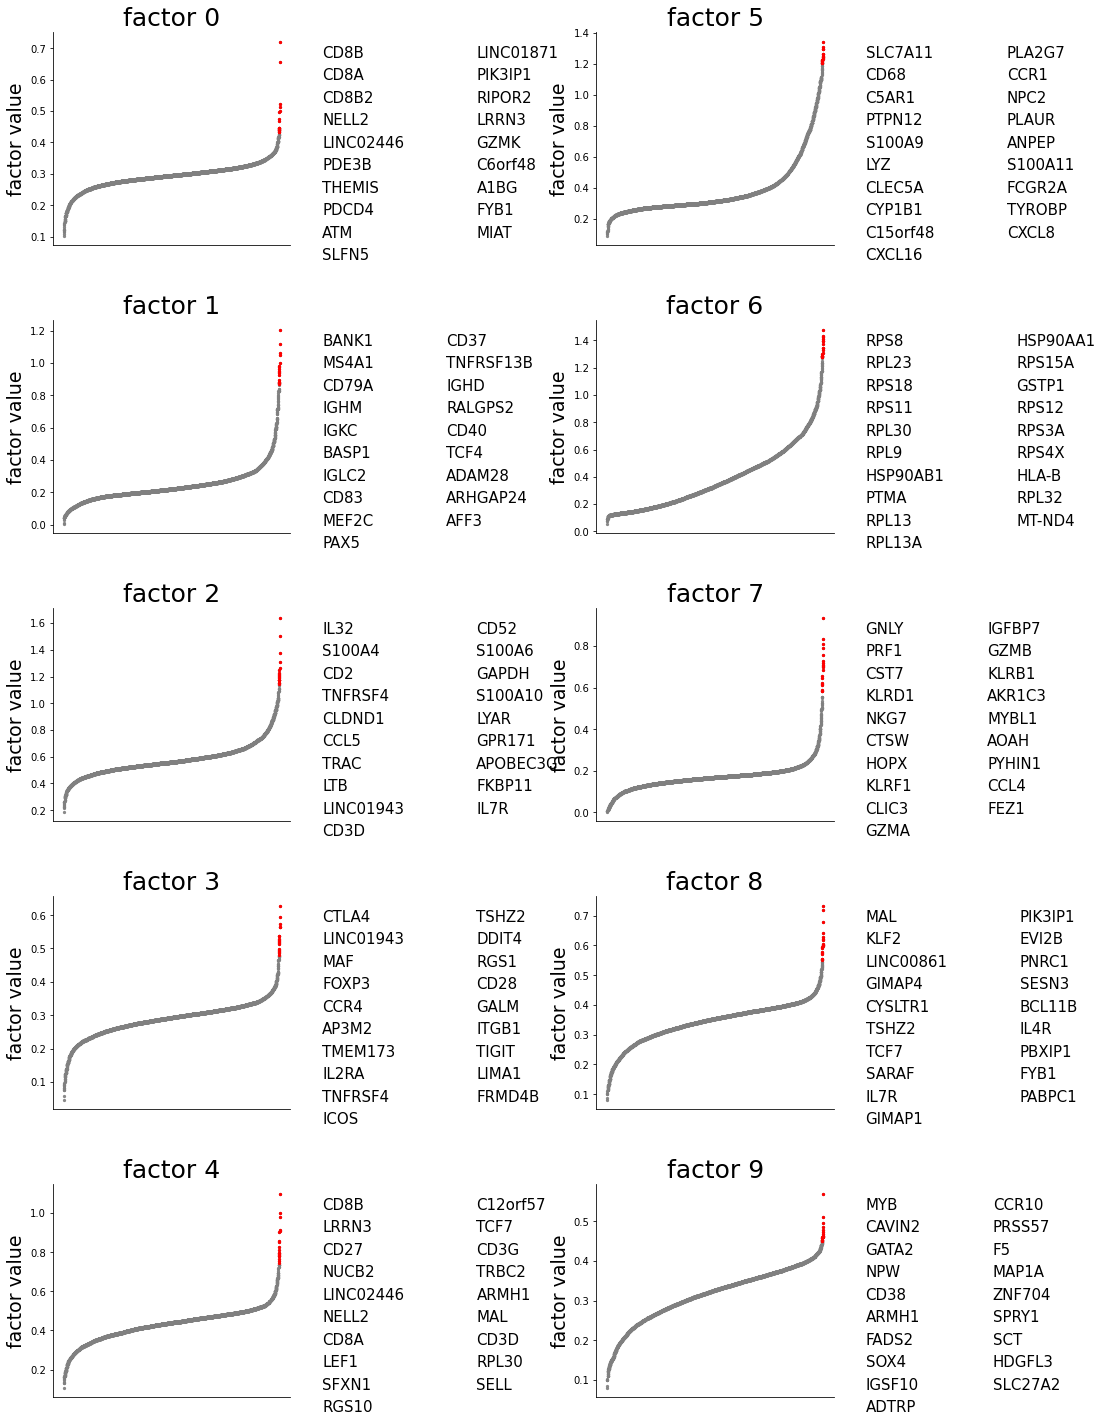 factor 0
factor value
0.7
0.6
0.5
0.4
0.3
0.2
0.1
CD8B
CD8A
CD8B2
NELL2
LINC02446
PDE3B
THEMIS
PDCD4
ATM
SLFN5
LINC01871
PIK3IP1
RIPOR2
LRRN3
GZMK
C6orf48
A1BG
FYB1
MIAT
factor 5
factor value
1.4
1.2
1.0
0.8
0.6
0.4
0.2
SLC7A11
CD68
C5AR1
PTPN12
S100A9
LYZ
CLEC5A
CYP1B1
C15orf48
CXCL16
PLA2G7
CCR1
NPC2
PLAUR
ANPEP
S100A11
FCGR2A
TYROBP
CXCL8
factor 1
factor value
1.2
1.0
0.8
0.6
0.4
0.2
0.0
BANK1
MS4A1
CD79A
IGHM
IGKC
BASP1
IGLC2
CD83
MEF2C
PAX5
CD37
TNFRSF13B
IGHD
RALGPS2
CD40
TCF4
ADAM28
ARHGAP24
AFF3
factor 6
factor value
1.4
1.2
1.0
0.8
0.6
0.4
0.2
0.0
RPS8
RPL23
RPS18
RPS11
RPL30
RPL9
HSP90AB1
PTMA
RPL13
RPL13A
HSP90AA1
RPS15A
GSTP1
RPS12
RPS3A
RPS4X
HLA-B
RPL32
MT-ND4
factor 2
factor value
1.6
1.4
1.2
1.0
0.8
0.6
0.4
0.2
IL32
S100A4
CD2
TNFRSF4
CLDND1
CCL5
TRAC
LTB
LINC01943
CD3D
CD52
S100A6
GAPDH
S100A10
LYAR
GPR171
APOBEC3G
FKBP11
IL7R
factor 7
factor value
0.8
0.6
0.4
0.2
0.0
GNLY
PRF1
CST7
KLRD1
NKG7
CTSW
HOPX
KLRF1
CLIC3
GZMA
IGFBP7
GZMB
KLRB1
AKR1C3
MYBL1
AOAH
PYHIN1
CCL4
FEZ1
factor 3
factor value
0.6
0.5
0.4
0.3
0.2
0.1
CTLA4
LINC01943
MAF
FOXP3
CCR4
AP3M2
TMEM173
IL2RA
TNFRSF4
ICOS
TSHZ2
DDIT4
RGS1
CD28
GALM
ITGB1
TIGIT
LIMA1
FRMD4B
factor 8
factor value
0.7
0.6
0.5
0.4
0.3
0.2
0.1
MAL
KLF2
LINC00861
GIMAP4
CYSLTR1
TSHZ2
TCF7
SARAF
IL7R
GIMAP1
PIK3IP1
EVI2B
PNRC1
SESN3
BCL11B
IL4R
PBXIP1
FYB1
PABPC1
factor 4
factor value
1.0
0.8
0.6
0.4
0.2
CD8B
LRRN3
CD27
NUCB2
LINC02446
NELL2
CD8A
LEF1
SFXN1
RGS10
C12orf57
TCF7
CD3G
TRBC2
ARMH1
MAL
CD3D
RPL30
SELL
factor 9
factor value
0.5
0.4
0.3
0.2
0.1
MYB
CAVIN2
GATA2
NPW
CD38
ARMH1
FADS2
SOX4
IGSF10
ADTRP
CCR10
PRSS57
F5
MAP1A
ZNF704
SPRY1
SCT
HDGFL3
SLC27A2